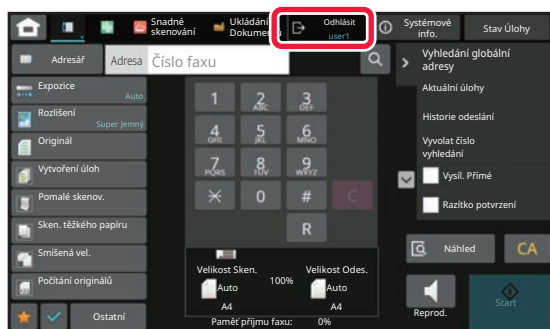 Snadné
skenování
Ukládání
Dokumentu
Odhlásit
user1
Systémové
info.
Stav Úlohy
Adresář
Adresa
Číslo faxu
Vyhledání globální
adresy
Expozice
Auto
Aktuální
úlohy
Rozlišení
Super Jemný
Historie odeslání
Originál
Vyvolat číslo
vyhledání
Vytvoření úloh
Vysíl. Přímé
Pomalé skenov.
Razítko potvrzení
Sken. těžkého
papíru
Smíšená vel.
Počítání originálů
Ostatní
1
2
ABC
3
DEF
4
GHI
5
JKL
6
MNO
7
PQRS
8
TUV
9
WXYZ
0
#
C
R
Velikost Sken.
100%
Velikost Odes.
Auto
Auto
A4
A4
Paměť příjmu faxu: 0%
Náhled
CA
Reprod.
Start